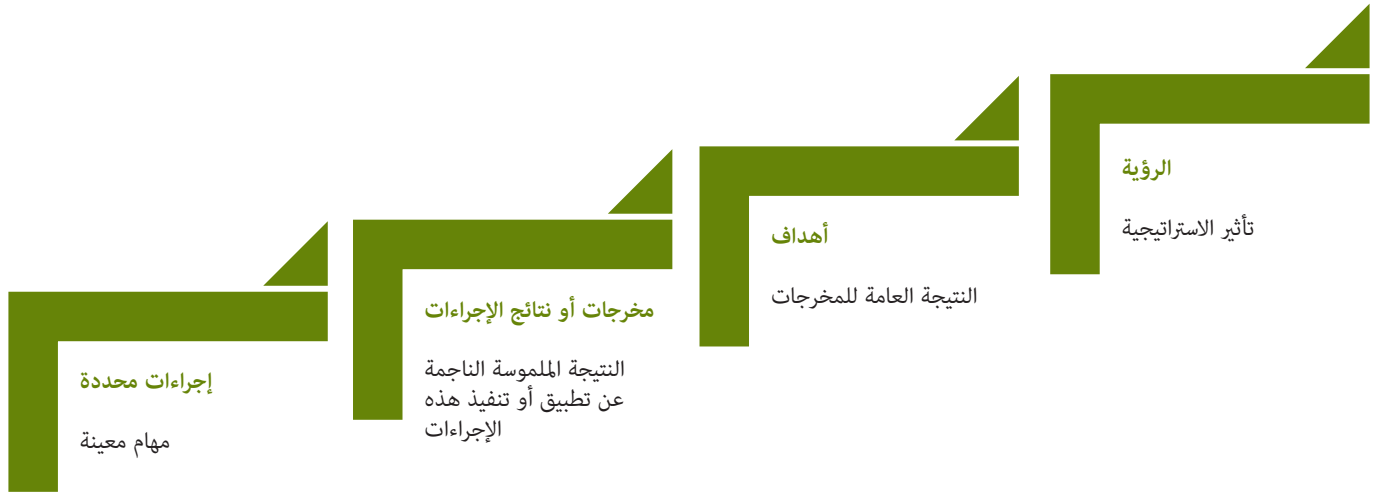 إجراءات محددة
مهام معينة
مخرجات أو نتائج الإجراءات
النتيجة الملموسة الناجمة
عن تطبيق أو تنفيذ هذه
الإجراءات
أهداف
النتيجة العامة للمخرجات
الرؤية
تأثير الاستراتيجية